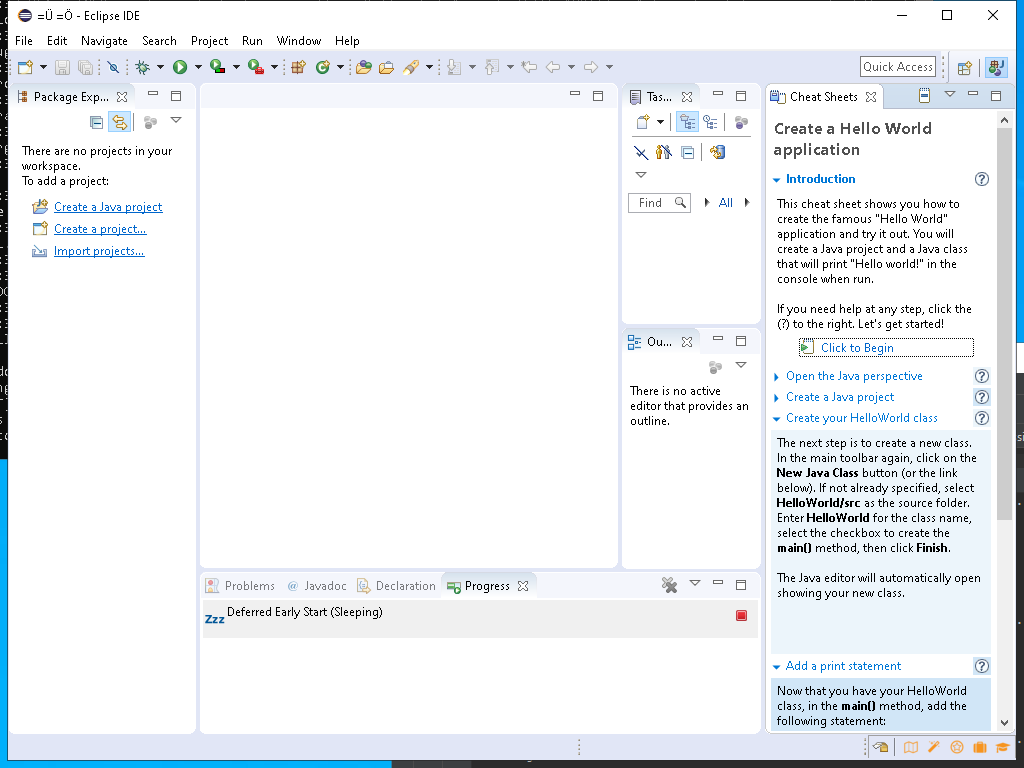 =Ü =Ö - Eclipse IDE
File Edit Navigate Search Project Run Window Help
Quick Access
Package Exp...
There are no projects in your
workspace.
To add a project:
Create a Java project
Create a project...
Import projects...
Tas...
Find
All
Ou...
There is no active
editor that provides an
outline.
Problems @ Javadoc Declaration Progress
Zzz Deferred Early Start (Sleeping)
Cheat Sheets
Create a Hello World
application
Introduction
This cheat sheet shows you how to
create the famous "Hello World"
application and try it out. You will
create a Java project and a Java class
that will print "Hello world!" in the
console when run.
If you need help at any step, click the
(?) to the right. Let's get started!
Click to Begin
Open the Java perspective
Create a Java project
Create your HelloWorld class
The next step is to create a new class.
In the main toolbar again, click on the
New Java Class button (or the link
below). If not already specified, select
HelloWorld/src as the source folder.
Enter HelloWorld for the class name,
select the checkbox to create the
main() method, then click Finish.
The Java editor will automatically open
showing your new class.
Add a print statement
Now that you have your HelloWorld
class, in the main() method, add the
following statement: